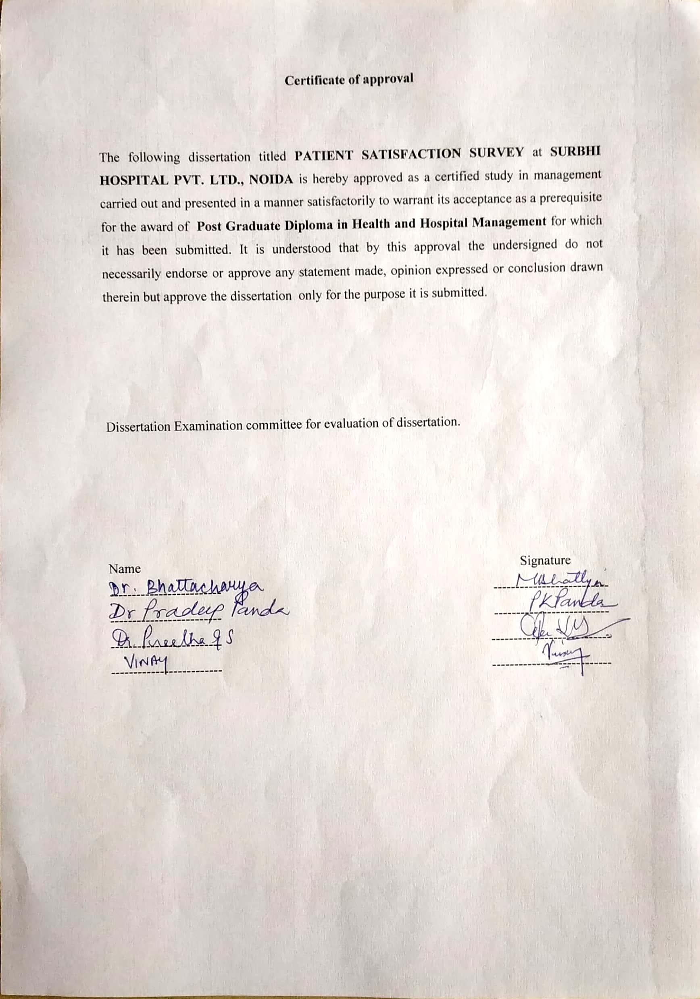 Certificate of approval
The following dissertation titled PATIENT SATISFACTION SURVEY at SURBHI
HOSPITAL PVT. LTD., NOIDA is hereby approved as a certified study in management
carried out and presented in a manner satisfactorily to warrant its acceptance as a prerequisite
for the award of Post Graduate Diploma in Health and Hospital Management for which
it has been submitted. It is understood that by this approval the undersigned do not
necessarily endorse or approve any statement made, opinion expressed or conclusion drawn
therein but approve the dissertation only for the purpose it is submitted.
Dissertation Examination committee for evaluation of dissertation.
Name
Signature
Dr. Bhattacharya
Dr Pradeep Panda
PKPanda
Dr. Preetha G S
VINAY
Vinay